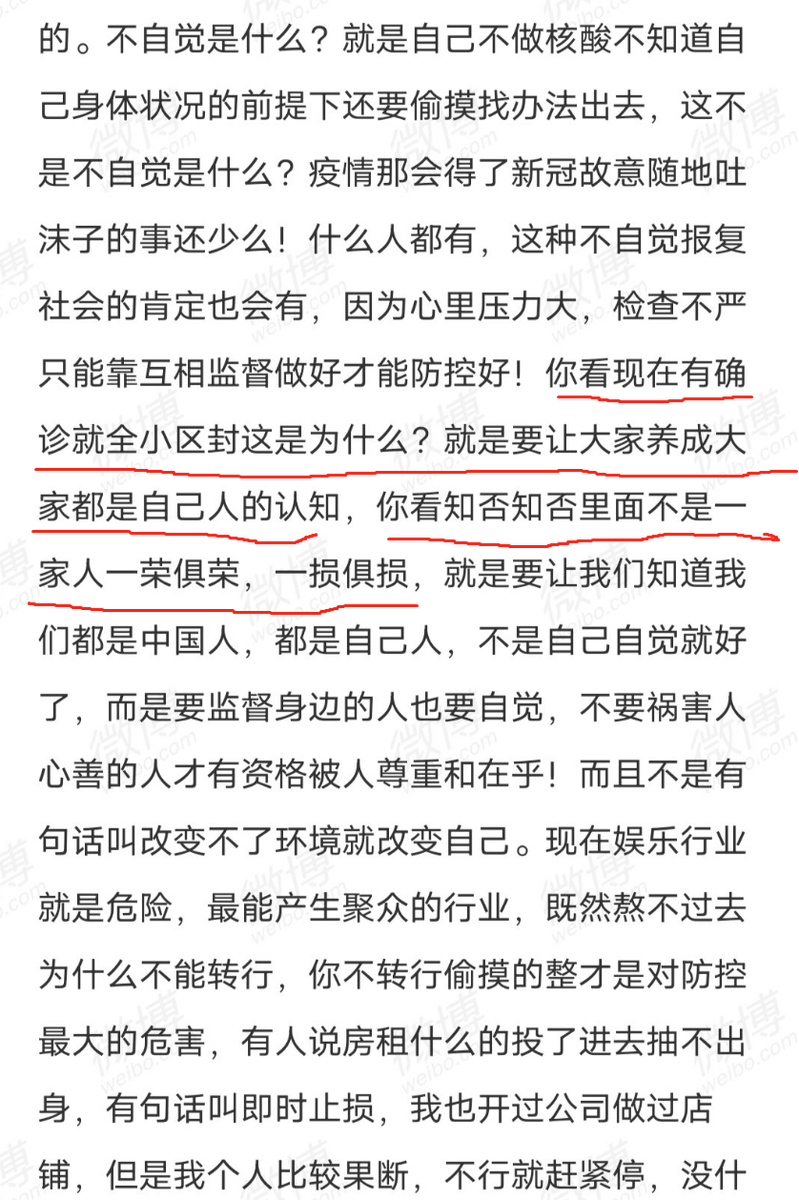 的。不自觉是什么？就是自己不做核酸不知道自
己身体状况的前提下还要偷摸找办法出去，这不
是不自觉是什么？疫情那会得了新冠故意随地吐
沫子的事还少么！什么人都有，这种不自觉报复
社会的肯定也会有，因为心里压力大，检查不严
只能靠互相监督做好才能防控好！你看现在有确
诊就全小区封这是为什么？就是要让大家养成大
家都是自己人的认知，你看知否知否里面不是一
家人一荣俱荣，一损俱损，就是要让我们知道我
们都是中国人，都是自己人，不是自己自觉就好
了，而是要监督身边的人也要自觉，不要祸害人
心善的人才有资格被人尊重和在乎！而且不是有
句话叫改变不了环境就改变自己。现在娱乐行业
就是危险，最能产生聚众的行业，既然熬不过去
为什么不能转行，你不转行偷摸的整才是对防控
最大的危害，有人说房租什么的投了进去抽不出
身，有句话叫即时止损，我也开过公司做过店
铺，但是我个人比较果断，不行就赶紧停，没什
微博
weibo.com